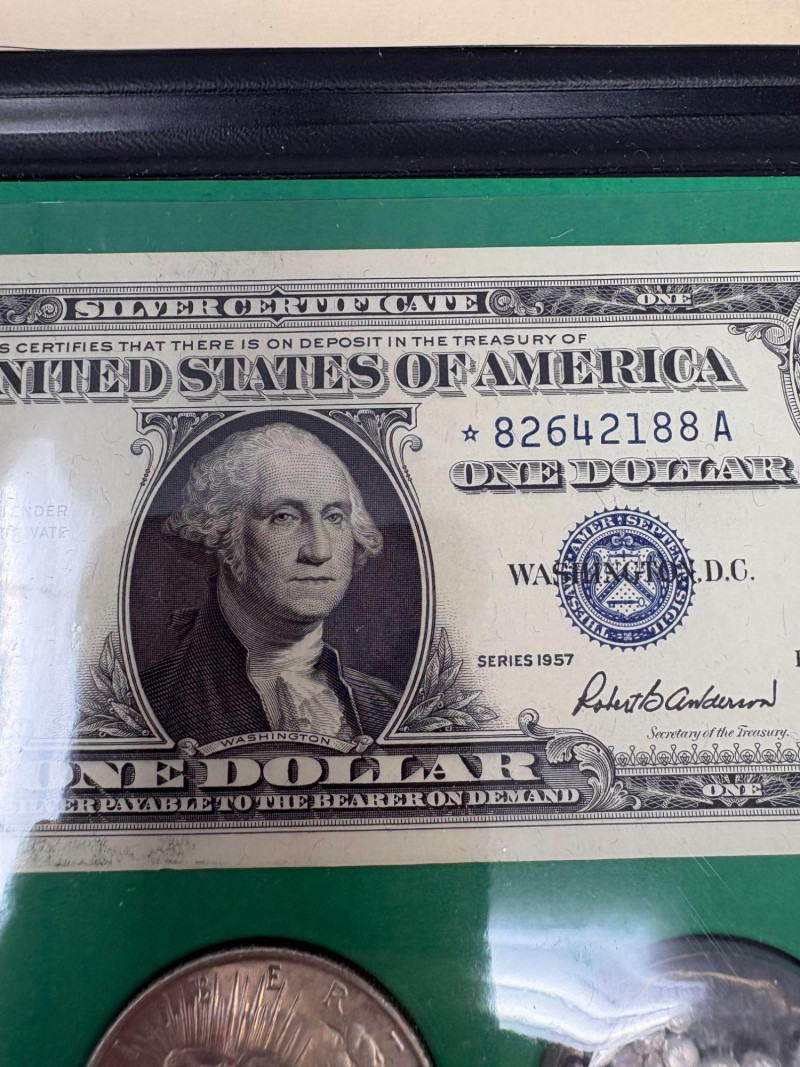 SILVER CERTIFICATE
ONE
CERTIFIES THAT THERE IS ON DEPOSIT IN THE TREASURY OF
UNITED STATES OF AMERICA
☆ 82642188 A
ONE DOLLAR
WASHINGTON, D.C.
SERIES 1957
Robert B Anderson
Secretary of the Treasury.
WASHINGTON
ONE DOLLAR
ONE
SILVER PAYABLE TO THE BEARER ON DEMAND